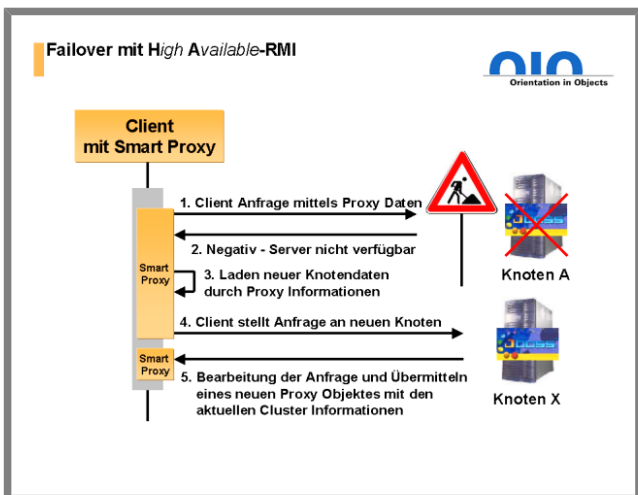 Failover mit High Available-RMI
OIO
Orientation in Objects
Client
mit Smart Proxy
1. Client Anfrage mittels Proxy Daten
2. Negativ - Server nicht verfügbar
Smart
Proxy
3. Laden neuer Knotendaten
durch Proxy Informationen
Knoten A
4. Client stellt Anfrage an neuen Knoten
Smart
Proxy
5. Bearbeitung der Anfrage und Übermitteln
eines neuen Proxy Objektes mit den
aktuellen Cluster Informationen
Knoten X